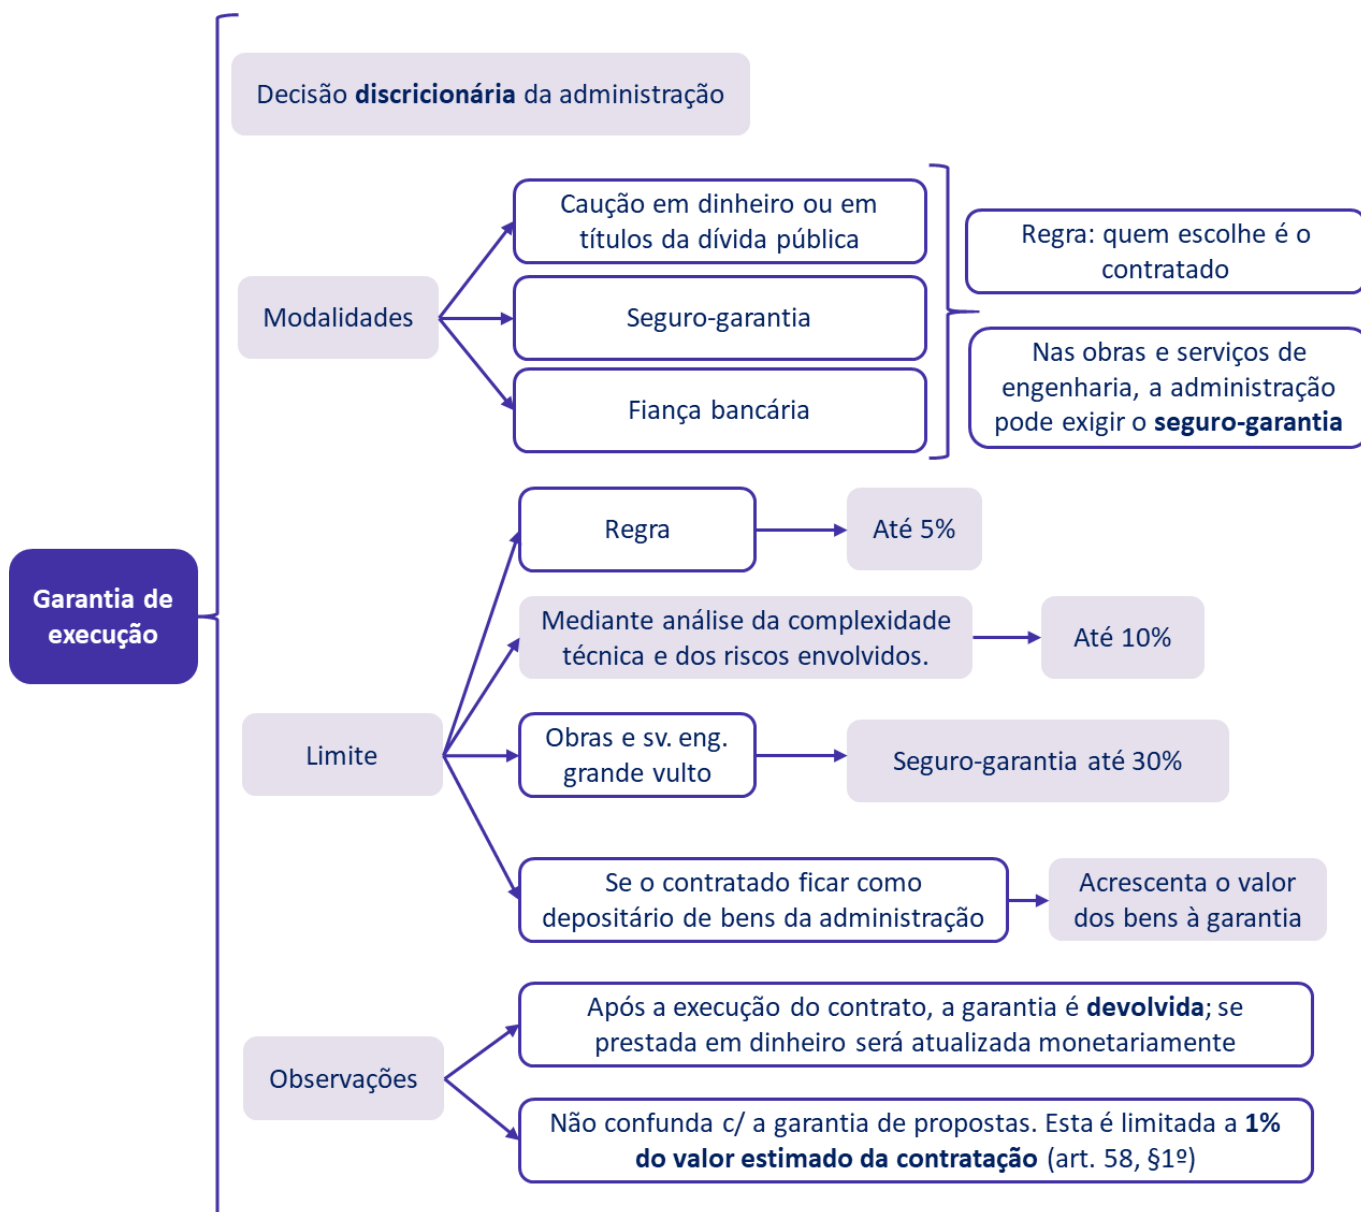 Garantia de
execução
Decisão discricionária da administração
Modalidades
Caução em dinheiro ou em
títulos da dívida pública
Seguro-garantia
Fiança bancária
Regra: quem escolhe é o
contratado
Nas obras e serviços de
engenharia, a administração
pode exigir o seguro-garantia
Limite
Regra
Até 5%
Mediante análise da complexidade
técnica e dos riscos envolvidos.
Até 10%
Obras e sv. eng.
grande vulto
Seguro-garantia até 30%
Se o contratado ficar como
depositário de bens da administração
Acrescenta o valor
dos bens à garantia
Observações
Após a execução do contrato, a garantia é devolvida; se
prestada em dinheiro será atualizada monetariamente
Não confunda c/ a garantia de propostas. Esta é limitada a 1%
do valor estimado da contratação (art. 58, §1º)